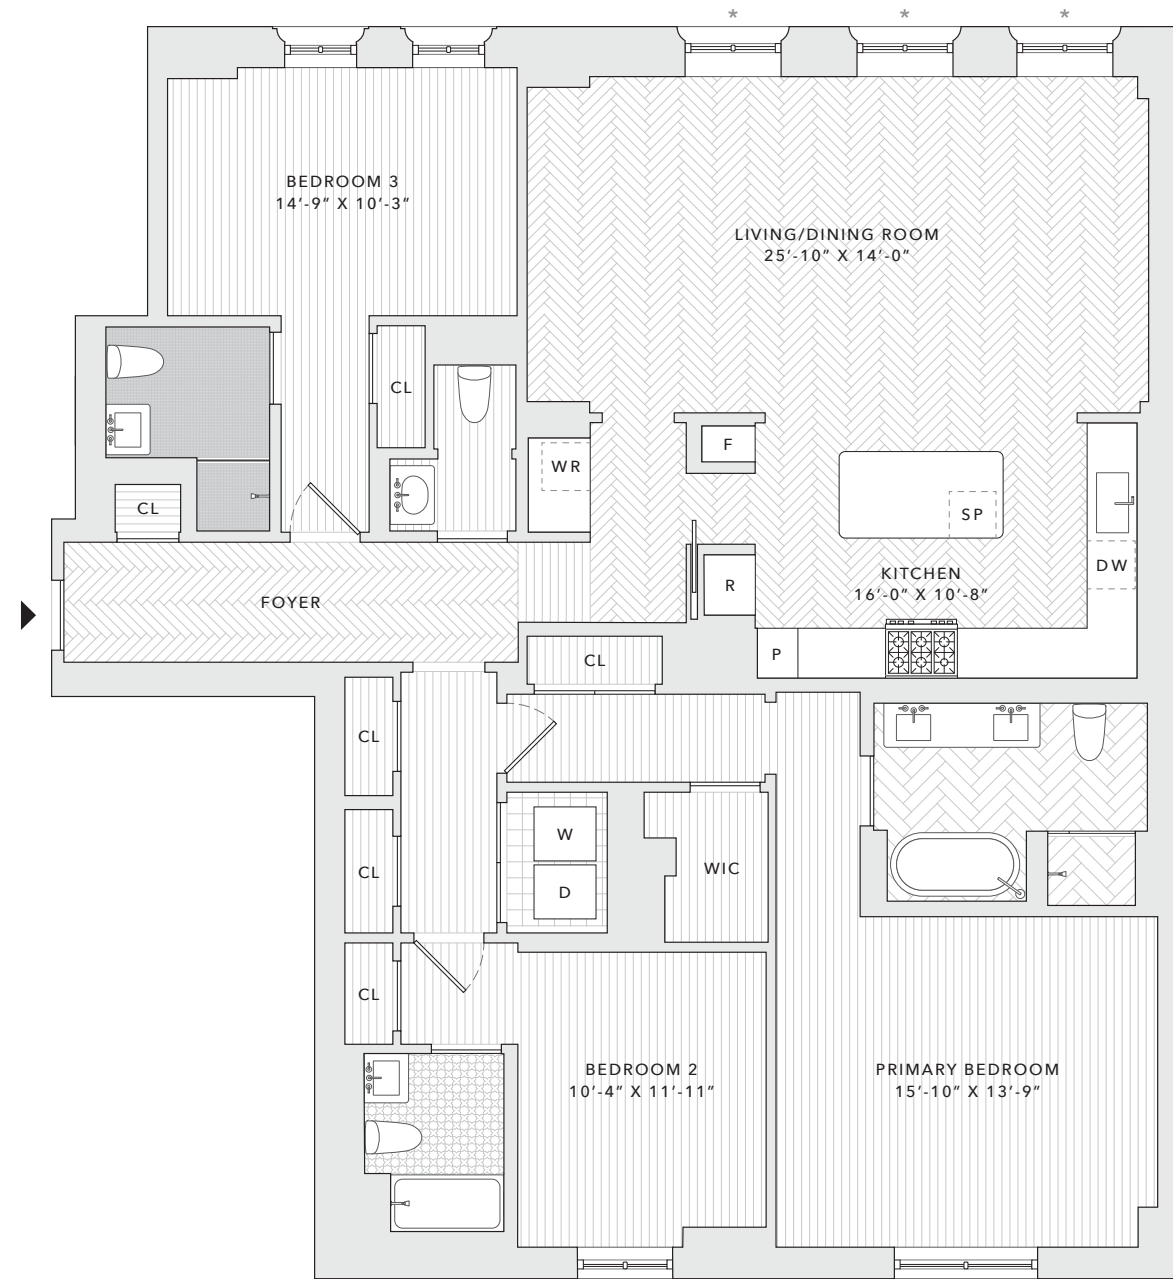 * * *
BEDROOM 3
14’-9” X 10’-3”
LIVING/DINING ROOM
25’-10” X 14’-0”
CL
F
WR
CL
SP
DW
KITCHEN
16’-0” X 10’-8”
R
FOYER
P
CL
CL
W
CL
WIC
D
CL
BEDROOM 2
10’-4” X 11’-11”
PRIMARY BEDROOM
15’-10” X 13’-9”